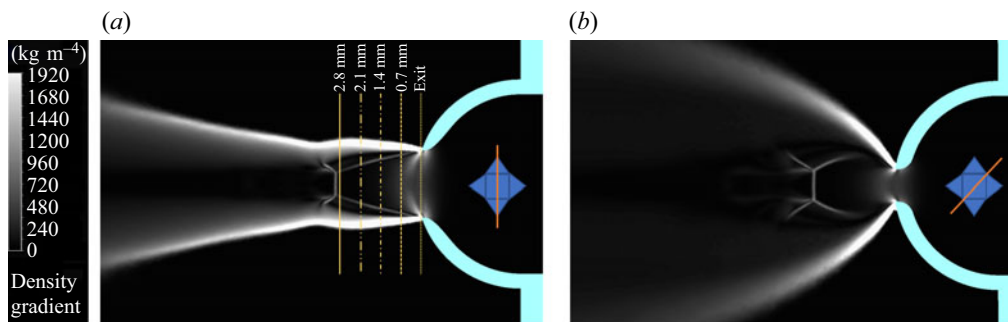 (a)
(b)
(kg m⁻⁴)
1920
1680
1440
1200
960
720
480
240
0
Density
gradient
2.8 mm
2.1 mm
1.4 mm
0.7 mm
Exit